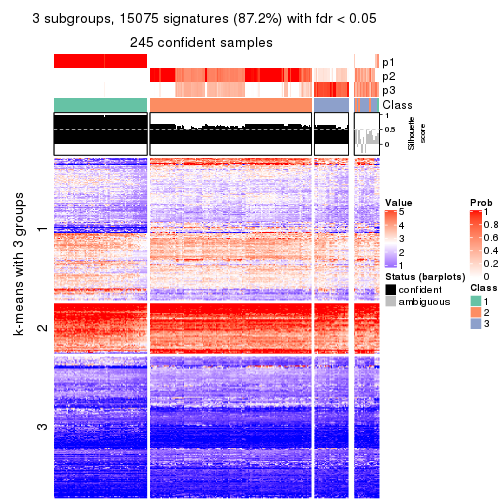 3 subgroups, 15075 signatures (87.2%) with fdr < 0.05
245 confident samples
p1
p2
p3
Class
1
0.5
0
Silhouette
score
k-means with 3 groups
1
2
3
Value
5
4
3
2
1
Status (barplots)
confident
ambiguous
Prob
1
0.8
0.6
0.4
0.2
0
Class
1
2
3